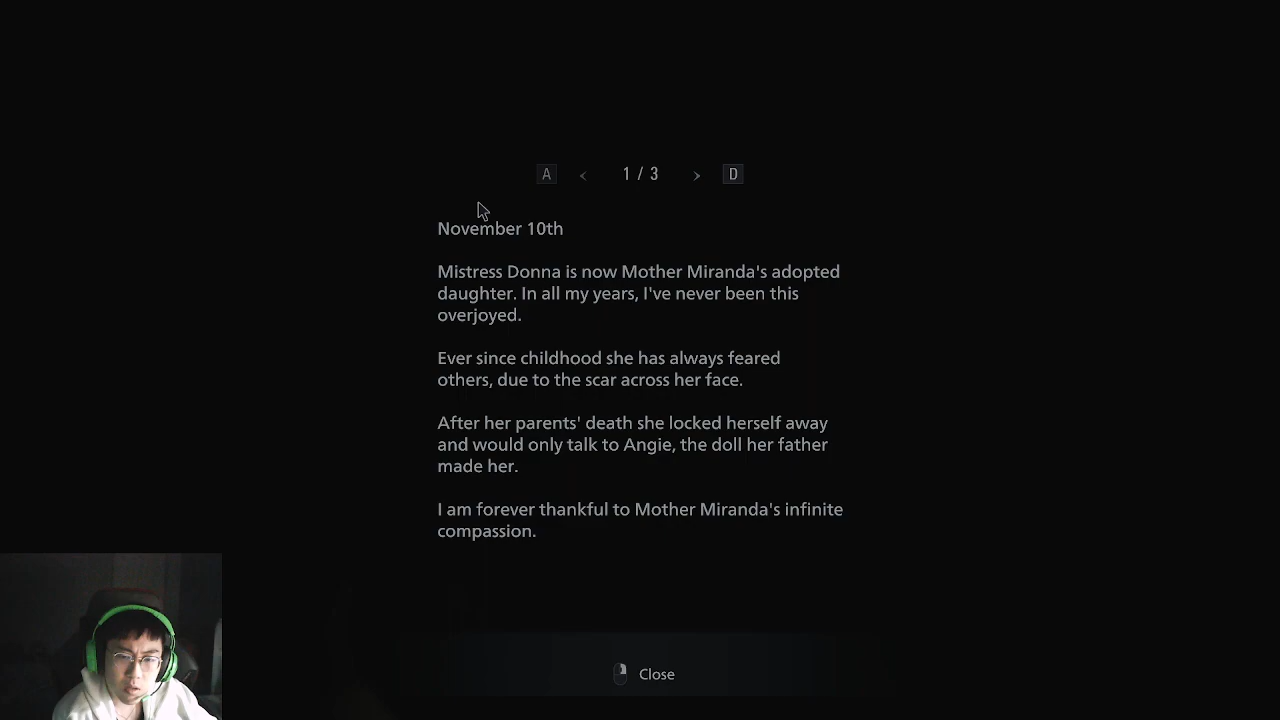 A < 1 / 3 > D
November 10th
Mistress Donna is now Mother Miranda's adopted
daughter. In all my years, I've never been this
overjoyed.
Ever since childhood she has always feared
others, due to the scar across her face.
After her parents' death she locked herself away
and would only talk to Angie, the doll her father
made her.
I am forever thankful to Mother Miranda's infinite
compassion.
Close